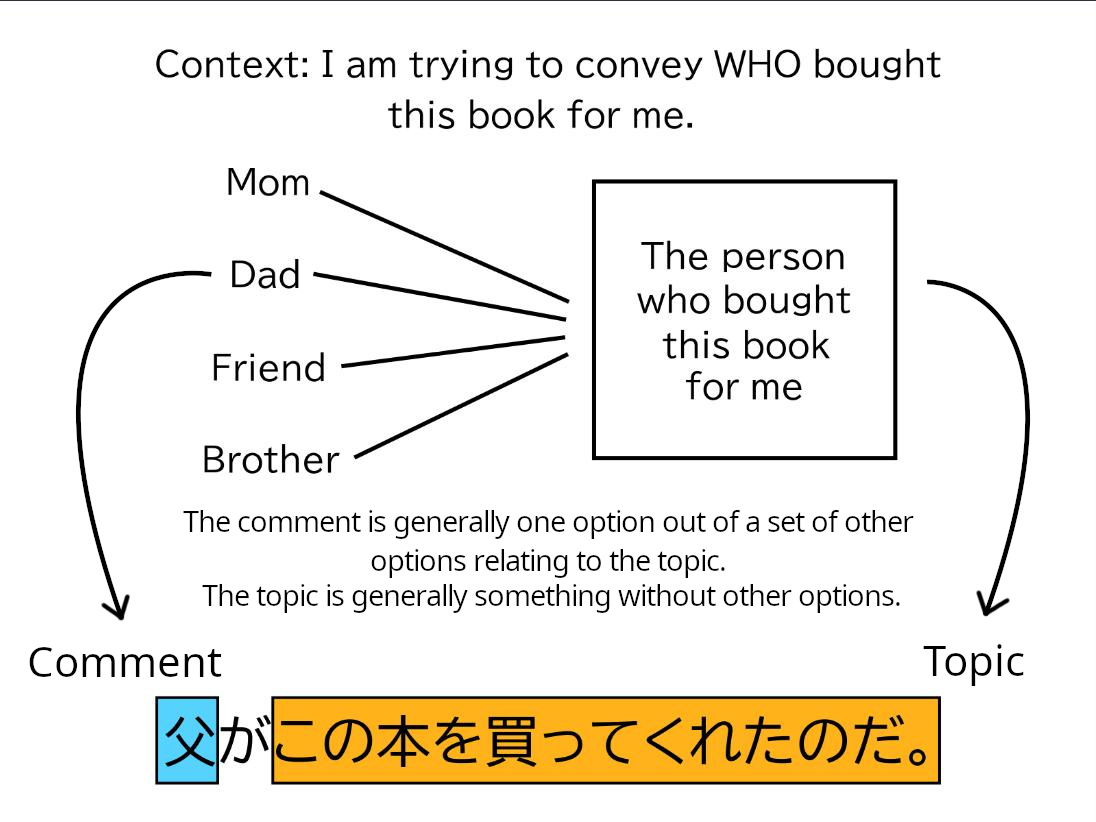 Context: I am trying to convey WHO bought
this book for me.
Mom
Dad
Friend
Brother
The person
who bought
this book
for me
The comment is generally one option out of a set of other
options relating to the topic.
The topic is generally something without other options.
Comment
Topic
父がこの本を買ってくれたのだ。